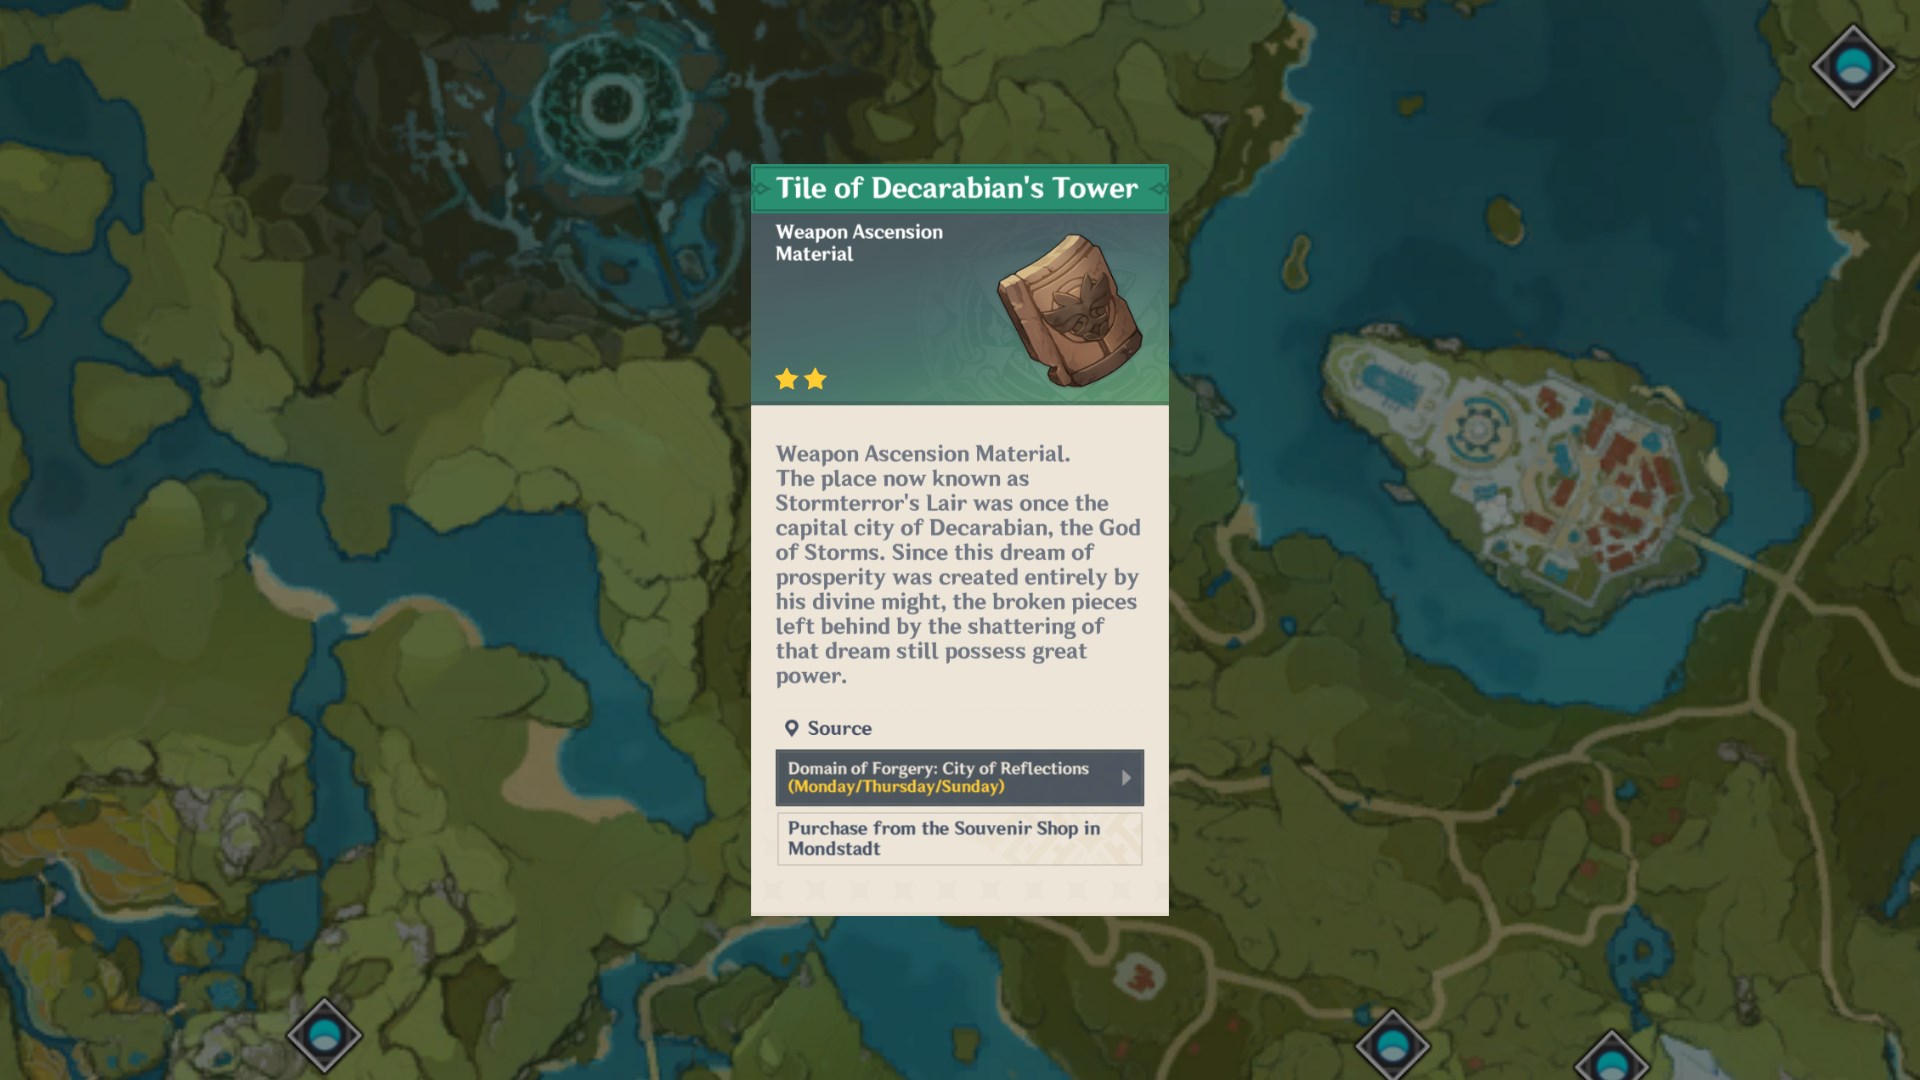 Tile of Decarabian's Tower
Weapon Ascension
Material
Weapon Ascension Material.
The place now known as
Stormterror's Lair was once the
capital city of Decarabian, the God
of Storms. Since this dream of
prosperity was created entirely by
his divine might, the broken pieces
left behind by the shattering of
that dream still possess great
power.
Source
Domain of Forgery: City of Reflections
(Monday/Thursday/Sunday)
Purchase from the Souvenir Shop in
Mondstadt